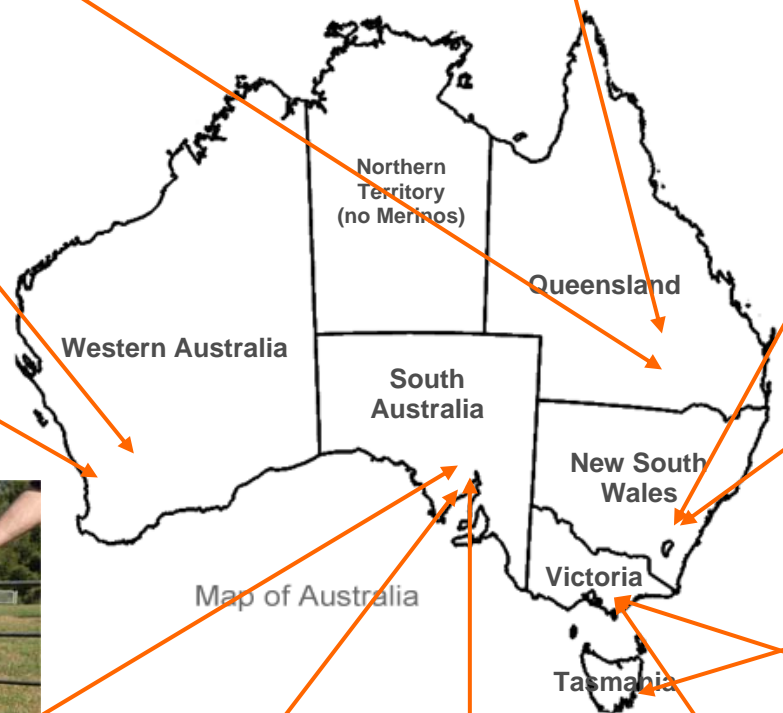 Northern
Territory
(no Merinos)
Queensland
Western Australia
South
Australia
New South
Wales
Victoria
Map of Australia
Tasmania